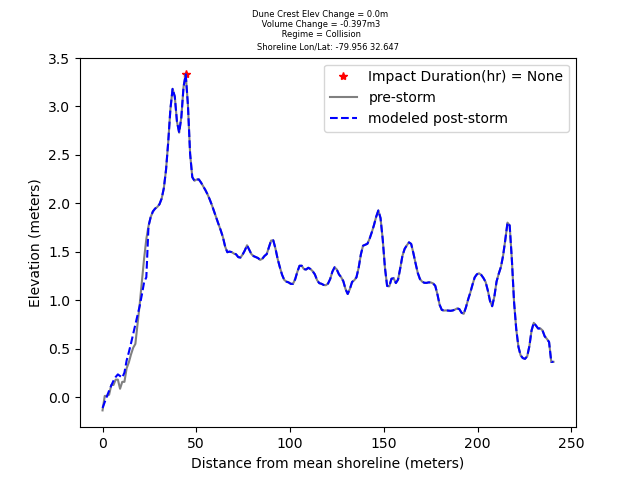 Dune Crest Elev Change = 0.0m
Volume Change = -0.397m3
Regime = Collision
Shoreline Lon/Lat: -79.956 32.647
Impact Duration(hr) = None
pre-storm
modeled post-storm
3.5
3.0
2.5
2.0
1.5
1.0
0.5
0.0
Elevation (meters)
0 50 100 150 200 250
Distance from mean shoreline (meters)